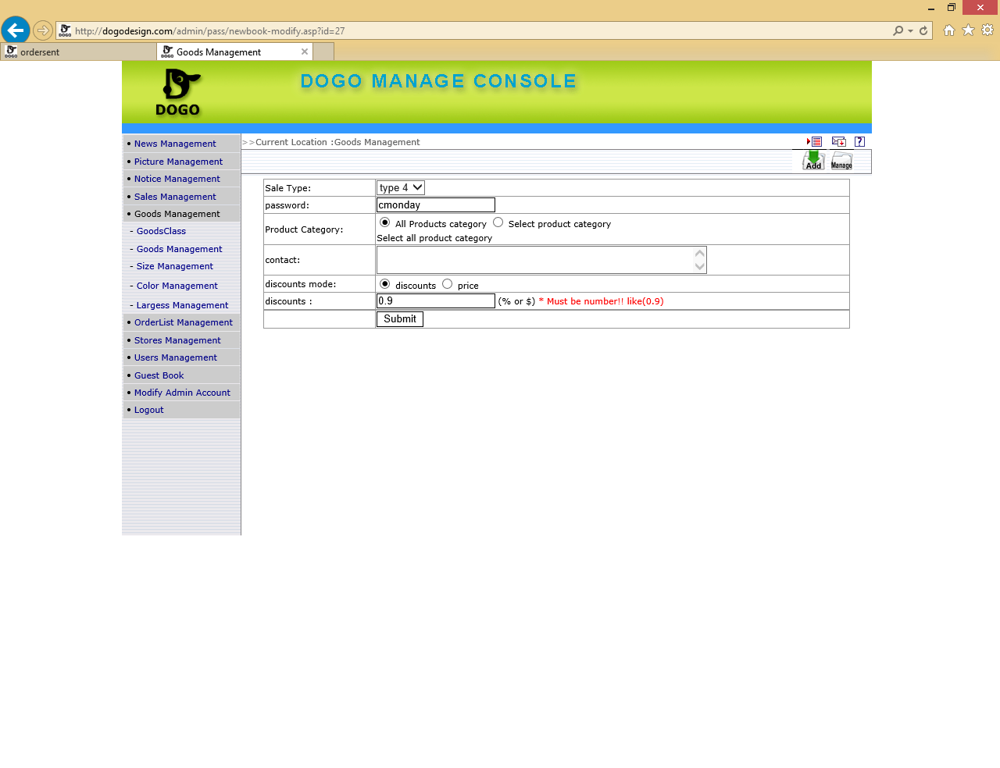 http://dogodesign.com/admin/pass/newbook-modify.asp?id=27
ordersent
Goods Management
DOGO
DOGO MANAGE CONSOLE
• News Management
• Picture Management
• Notice Management
• Sales Management
• Goods Management
- GoodsClass
- Goods Management
- Size Management
- Color Management
- Largess Management
• OrderList Management
• Stores Management
• Users Management
• Guest Book
• Modify Admin Account
• Logout
>>Current Location :Goods Management
Add
Manage
Sale Type: type 4
password: cmonday
Product Category: All Products category Select product category
Select all product category
contact:
discounts mode: discounts price
discounts : 0.9 (% or $) * Must be number!! like(0.9)
Submit